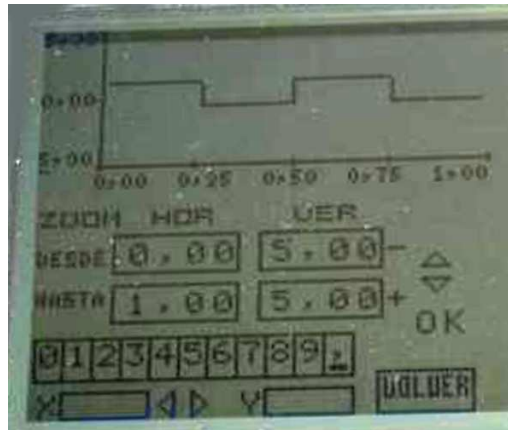 5,00
0,00
5,00
0,00 0,25 0,50 0,75 1,00
ZOOM HOR VER
DESDE 0,00 5,00 -
HASTA 1,00 5,00 +
OK
0 1 2 3 4 5 6 7 8 9 ,
X Y VOLVER